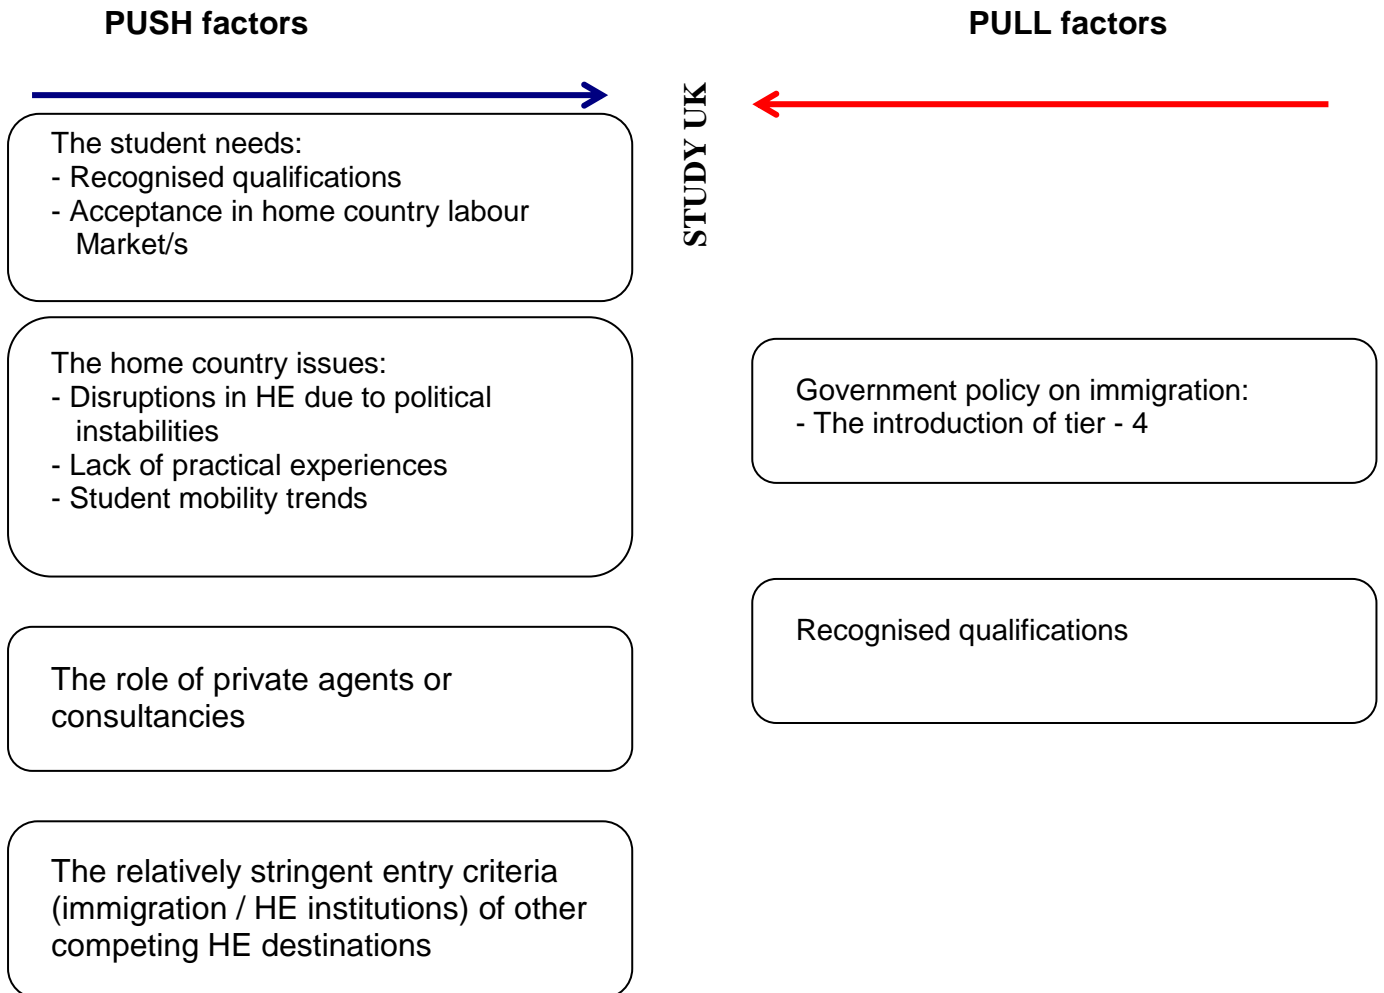 PUSH factors
PULL factors
STUDY UK
The student needs:
- Recognised qualifications
- Acceptance in home country labour
Market/s
The home country issues:
- Disruptions in HE due to political
instabilities
- Lack of practical experiences
- Student mobility trends
The role of private agents or
consultancies
The relatively stringent entry criteria
(immigration / HE institutions) of other
competing HE destinations
Government policy on immigration:
- The introduction of tier - 4
Recognised qualifications